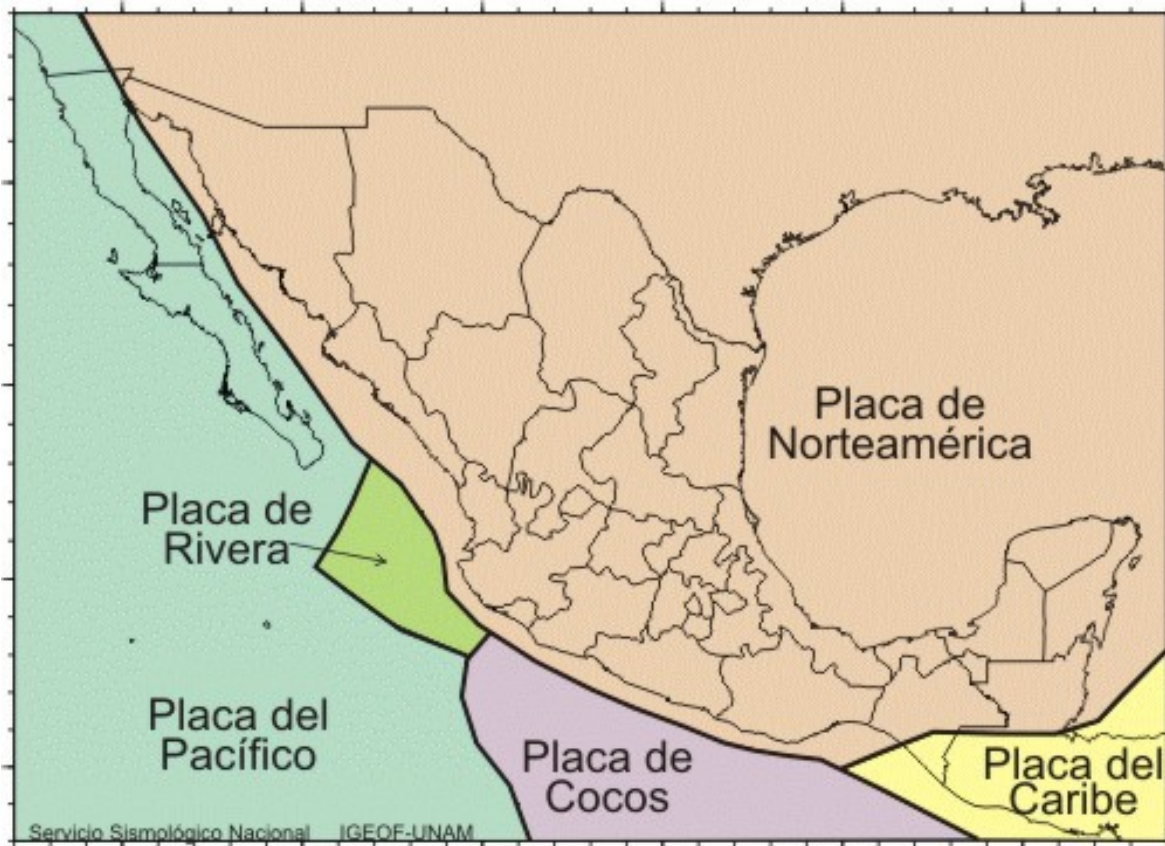 Placa de
Norteamérica
Placa de
Rivera
Placa del
Pacífico
Placa de
Cocos
Placa del
Caribe
Servicio Sismológico Nacional IGEOF-UNAM